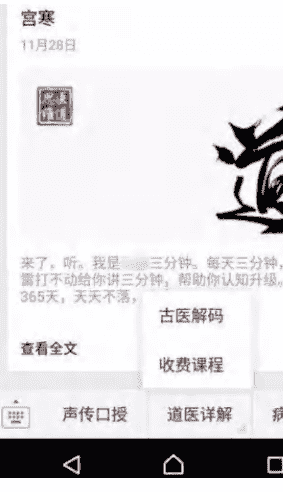 宫寒
11月28日
道
来了，听。我是 三分钟。每天三分钟，
雷打不动给你讲三分钟，帮助你认知升级。
365天，天天不落，
古医解码
查看全文
收费课程
声传口授
道医详解